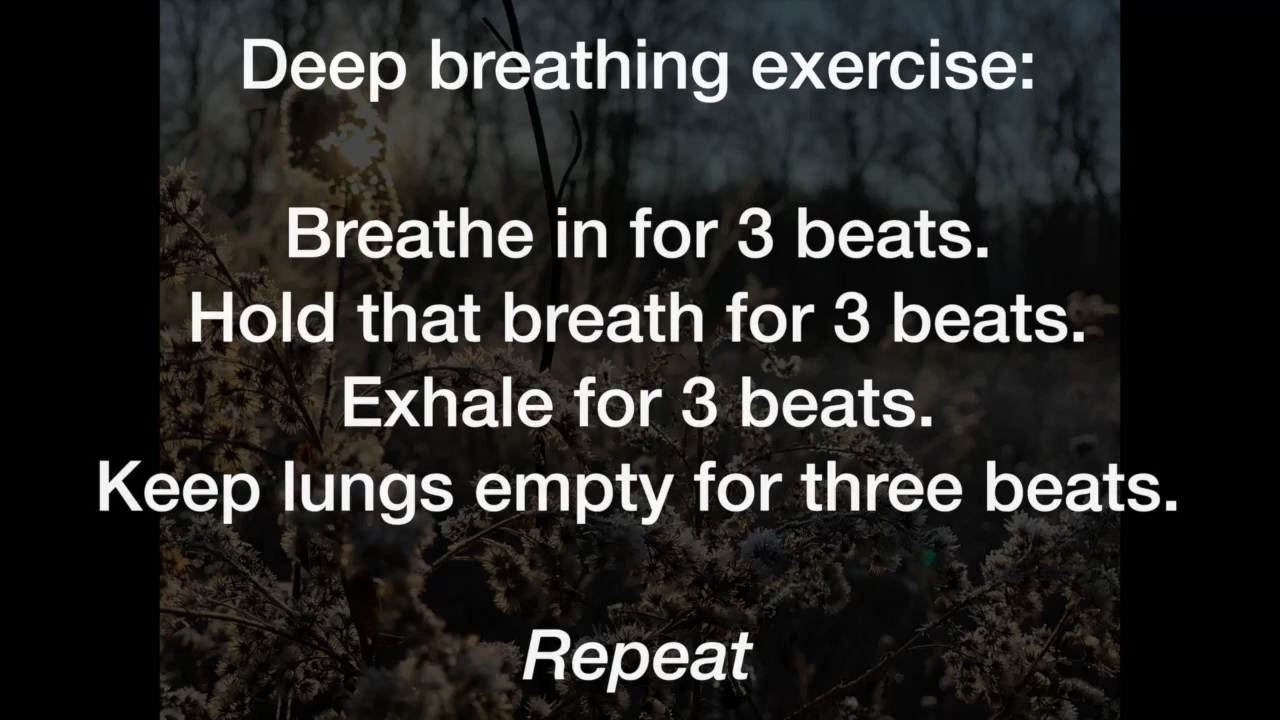 Deep breathing exercise:
Breathe in for 3 beats.
Hold that breath for 3 beats.
Exhale for 3 beats.
Keep lungs empty for three beats.
Repeat